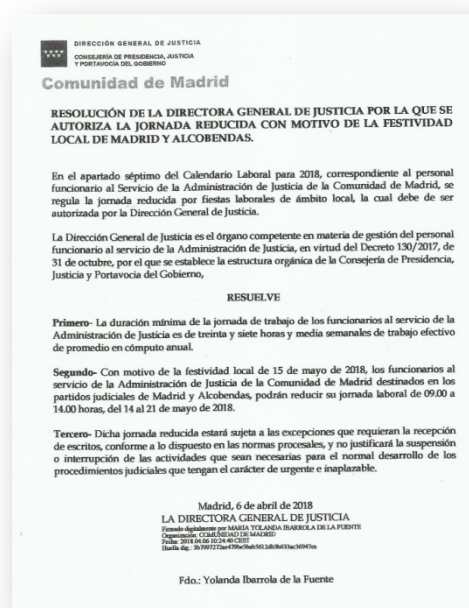 DIRECCIÓN GENERAL DE JUSTICIA
CONSEJERÍA DE PRESIDENCIA, JUSTICIA
Y PORTAVOCÍA DEL GOBIERNO
Comunidad de Madrid
RESOLUCIÓN DE LA DIRECTORA GENERAL DE JUSTICIA POR LA QUE SE
AUTORIZA LA JORNADA REDUCIDA CON MOTIVO DE LA FESTIVIDAD
LOCAL DE MADRID Y ALCOBENDAS.
En el apartado séptimo del Calendario Laboral para 2018, correspondiente al personal
funcionario al Servicio de la Administración de Justicia de la Comunidad de Madrid, se
regula la jornada reducida por fiestas locales de ámbito local, la cual debe de ser
autorizada por la Dirección General de Justicia.
La Dirección General de Justicia es el órgano competente en materia de gestión del personal
funcionario al servicio de la Administración de Justicia, en virtud del Decreto 130/2017, de
31 de octubre, por el que se establece la estructura orgánica de la Consejería de Presidencia,
Justicia y Portavocía del Gobierno,
RESUELVE
Primero- La duración mínima de la jornada de trabajo de los funcionarios al servicio de la
Administración de Justicia es de treinta y siete horas y media semanales de trabajo efectivo
de promedio en cómputo anual.
Segundo- Con motivo de la festividad local de 15 de mayo de 2018, los funcionarios al
servicio de la Administración de Justicia de la Comunidad de Madrid destinados en los
partidos judiciales de Madrid y Alcobendas, podrán reducir su jornada laboral de 09.00 a
14.00 horas, del 14 al 21 de mayo de 2018.
Tercero- Dicha jornada reducida estará sujeta a las excepciones que requieran la recepción
de escritos, conforme a lo dispuesto en las normas procesales, y no justificará la suspensión
o interrupción de las actividades que sean necesarias para el normal desarrollo de los
procedimientos judiciales que tengan el carácter de urgente e inaplazable.
Madrid, 6 de abril de 2018
LA DIRECTORA GENERAL DE JUSTICIA
Firmado digitalmente por MARIA YOLANDA IBARROLA DE LA FUENTE
Organización: COMUNIDAD DE MADRID
Fecha: 2018.04.06 10:24:40 CEST
Huella dig.:
Fdo.: Yolanda Ibarrola de la Fuente